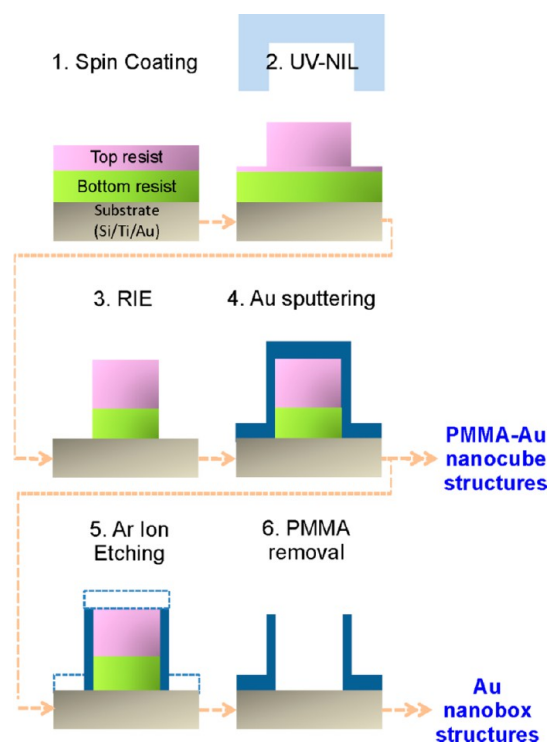 1. Spin Coating
2. UV-NIL
Top resist
Bottom resist
Substrate
(Si/Ti/Au)
3. RIE
4. Au sputtering
PMMA-Au
nanocube
structures
5. Ar Ion
Etching
6. PMMA
removal
Au
nanobox
structures